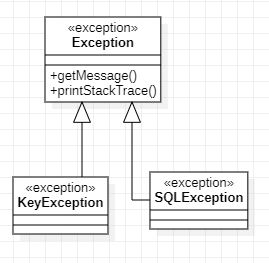 «exception»
Exception
+getMessage()
+printStackTrace()
«exception»
KeyException
«exception»
SQLException